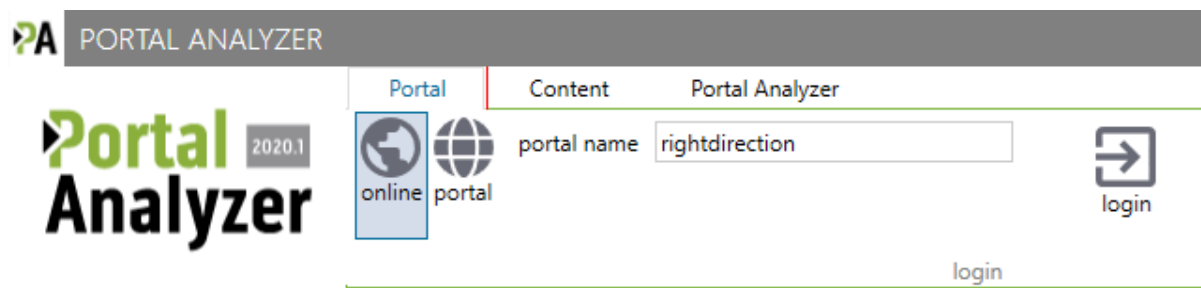 PA PORTAL ANALYZER
Portal Content Portal Analyzer
Portal 2020.1
Analyzer
online portal
portal name rightdirection
login
login